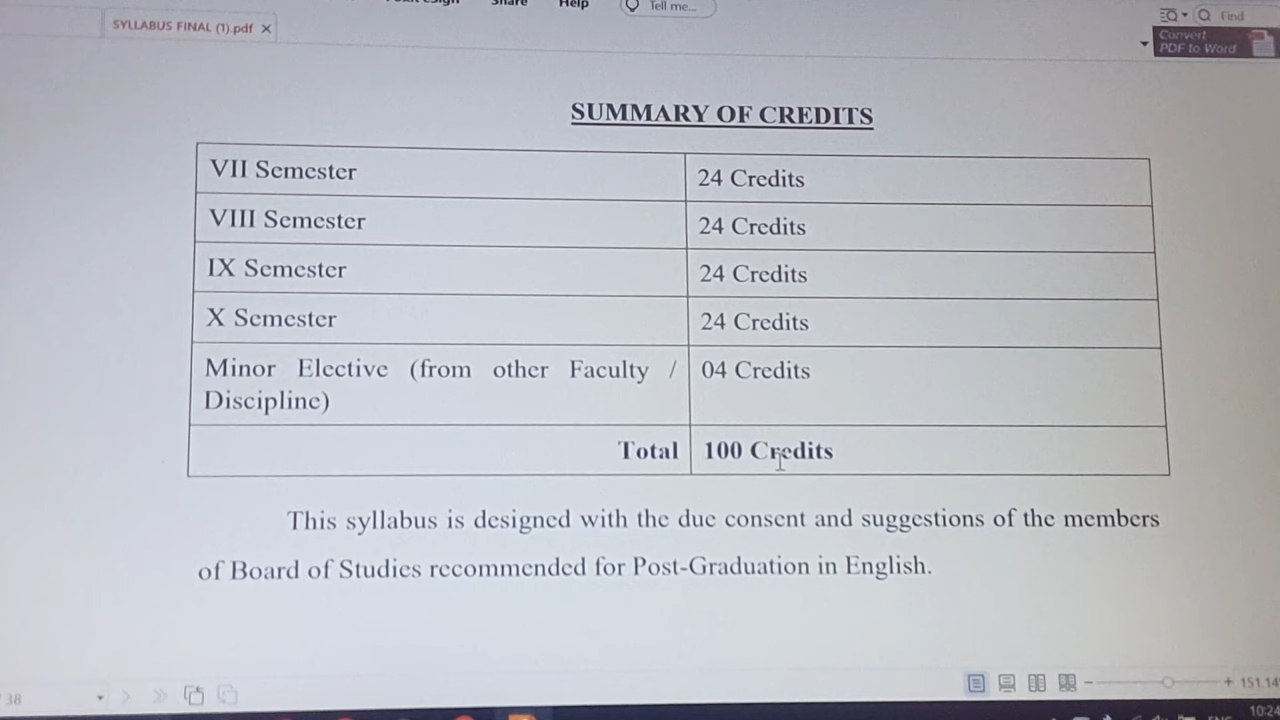 Share Help Tell me...
SYLLABUS FINAL (1).pdf ×
Find
Convert
PDF to Word
SUMMARY OF CREDITS
VII Semester 24 Credits
VIII Semester 24 Credits
IX Semester 24 Credits
X Semester 24 Credits
Minor Elective (from other Faculty / 04 Credits
Discipline)
Total 100 Credits
This syllabus is designed with the due consent and suggestions of the members
of Board of Studies recommended for Post-Graduation in English.
38
151.14
10:24